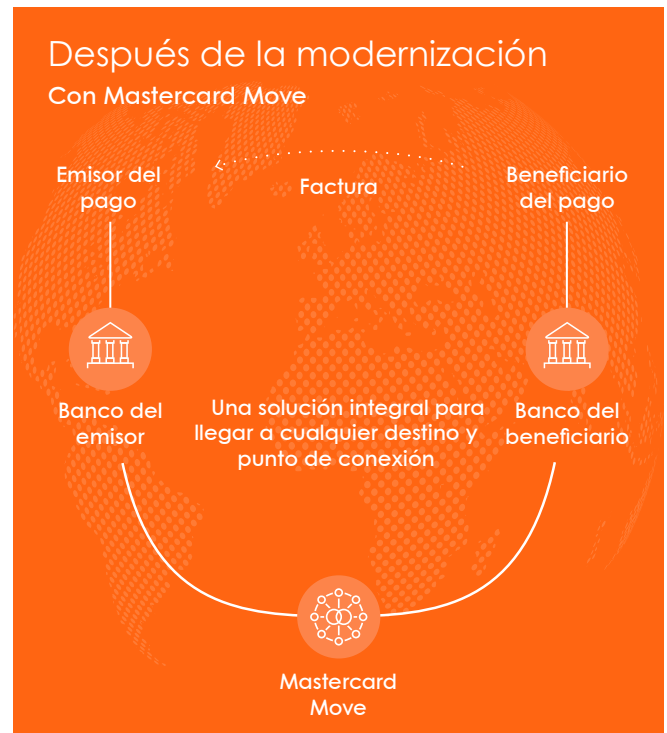 Después de la modernización
Con Mastercard Move
Emisor del
pago
Factura
Beneficiario
del pago
Banco del
emisor
Una solución integral para
llegar a cualquier destino y
punto de conexión
Banco del
beneficiario
Mastercard
Move